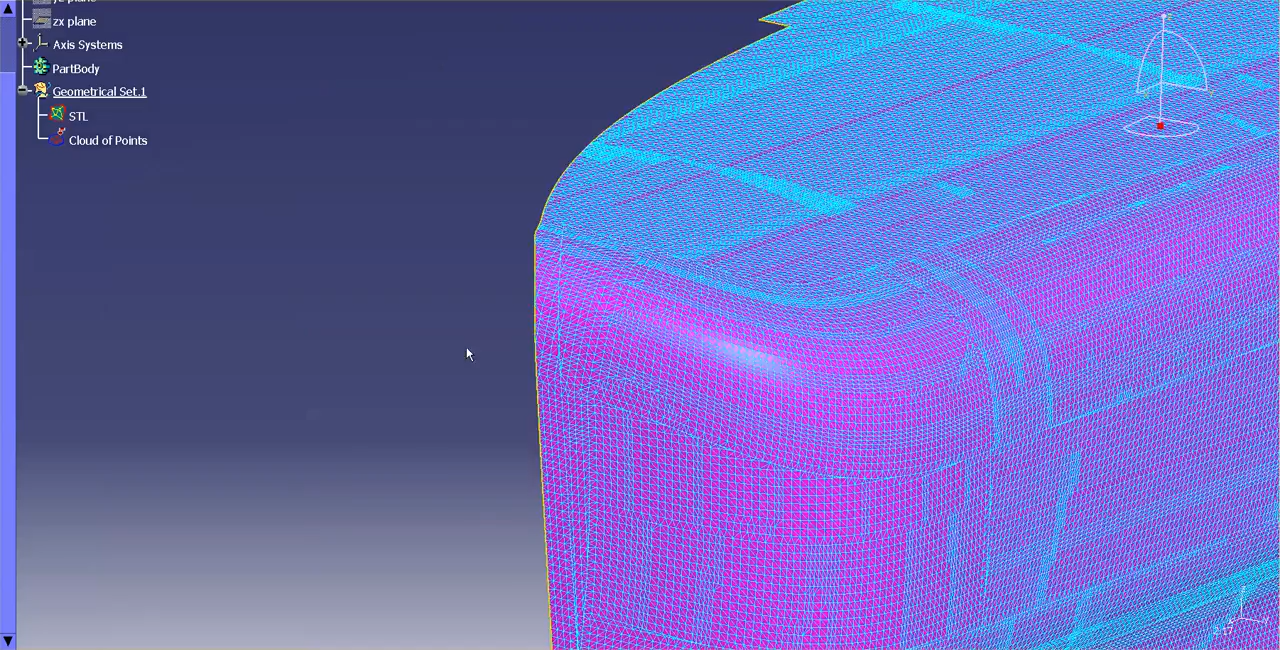 zx plane
Axis Systems
PartBody
Geometrical Set.1
STL
Cloud of Points